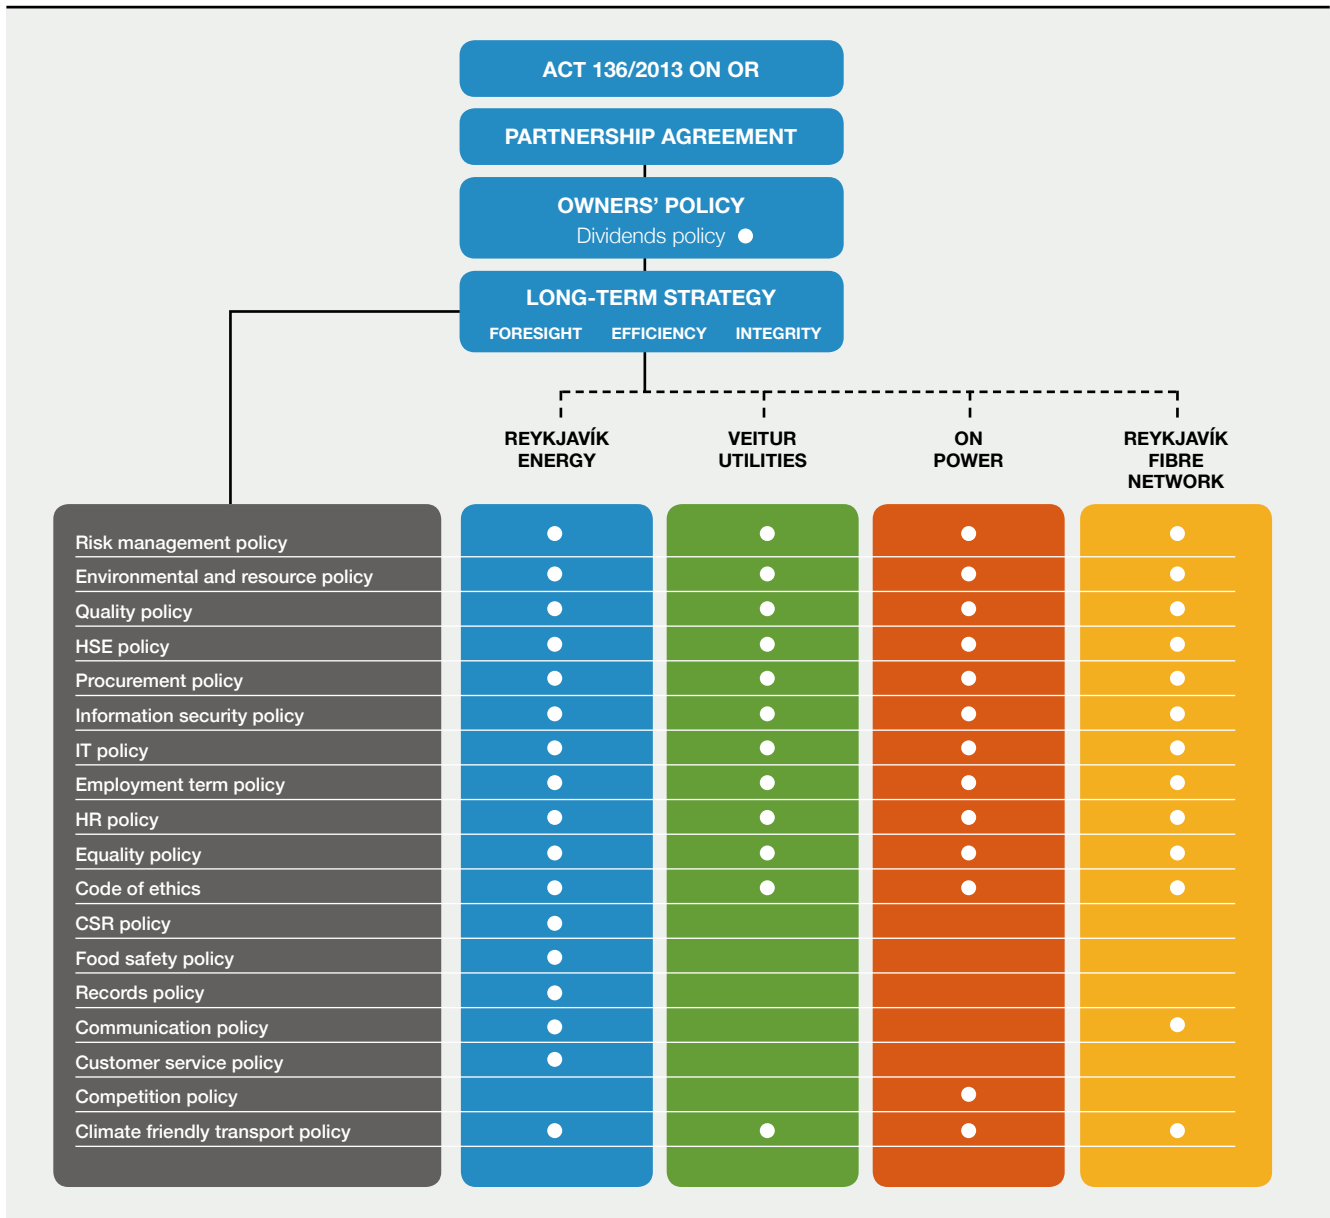 ACT 136/2013 ON OR
PARTNERSHIP AGREEMENT
OWNERS’ POLICY
Dividends policy
LONG-TERM STRATEGY
FORESIGHT EFFICIENCY INTEGRITY
REYKJAVÍK
ENERGY
VEITUR
UTILITIES
ON
POWER
REYKJAVÍK
FIBRE
NETWORK
Risk management policy
Environmental and resource policy
Quality policy
HSE policy
Procurement policy
Information security policy
IT policy
Employment term policy
HR policy
Equality policy
Code of ethics
CSR policy
Food safety policy
Records policy
Communication policy
Customer service policy
Competition policy
Climate friendly transport policy